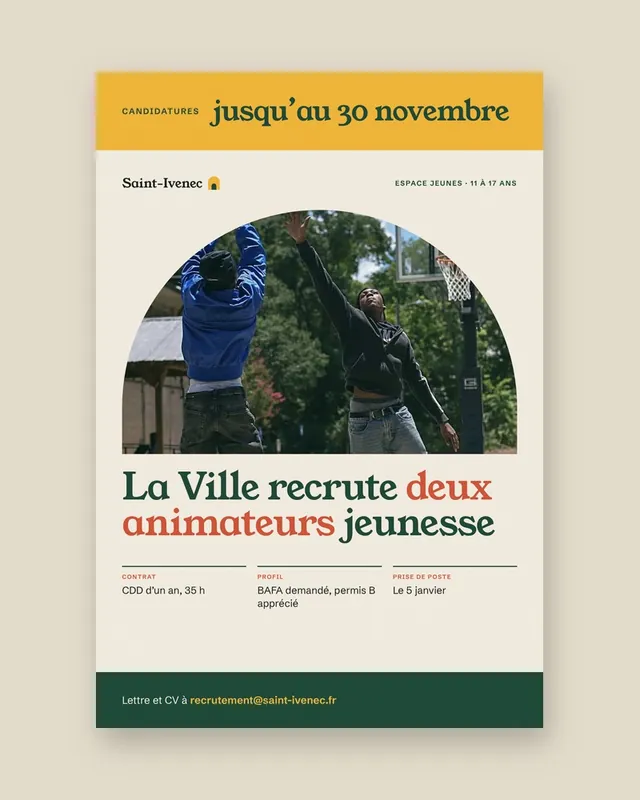 CANDIDATURES jusqu'au 30 novembre
Saint-Ivenec
ESPACE JEUNES · 11 À 17 ANS
La Ville recrute deux
animateurs jeunesse
CONTRAT
CDD d'un an, 35 h
PROFIL
BAFA demandé, permis B
apprécié
PRISE DE POSTE
Le 5 janvier
Lettre et CV à recrutement@saint-ivenec.fr